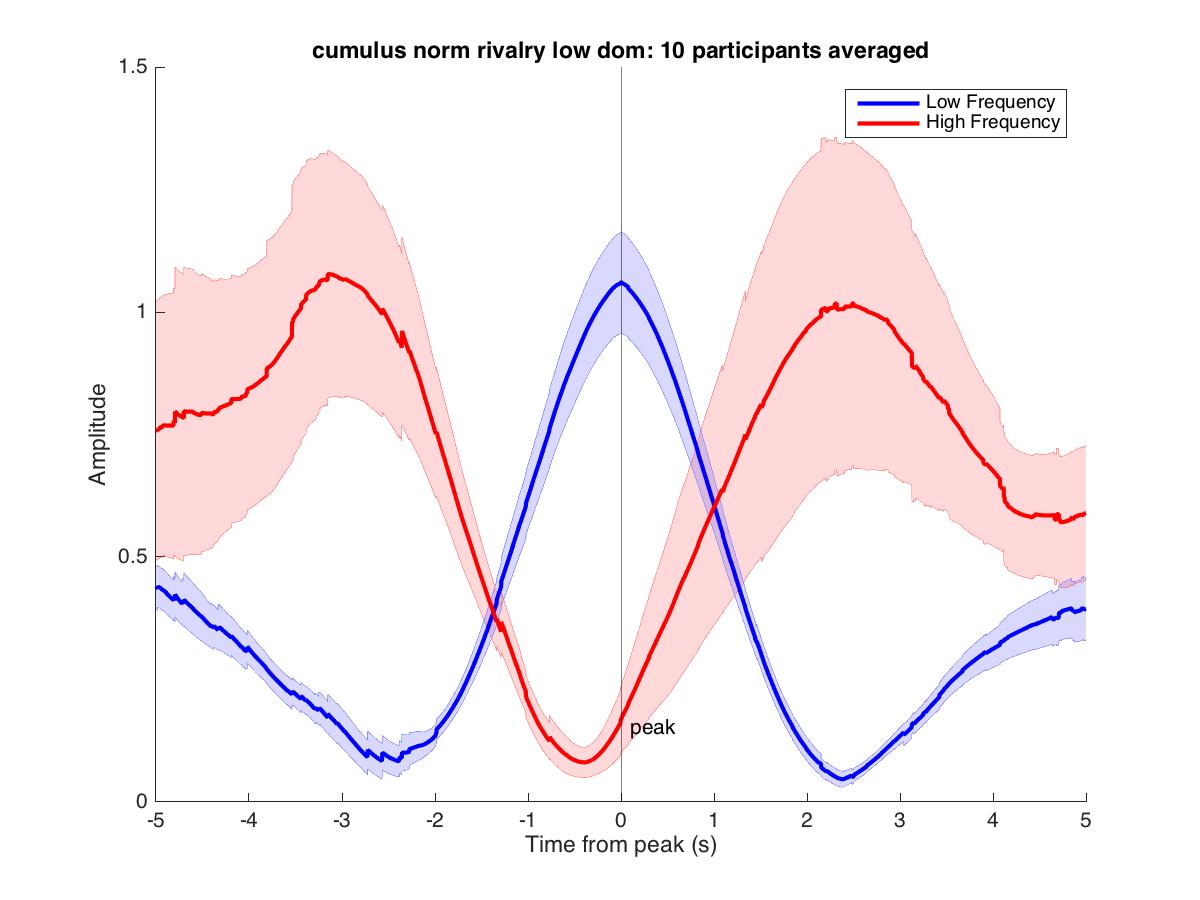 cumulus norm rivalry low dom: 10 participants averaged
1.5
Low Frequency
High Frequency
1
Amplitude
0.5
peak
0
-5 -4 -3 -2 -1 0 1 2 3 4 5
Time from peak (s)